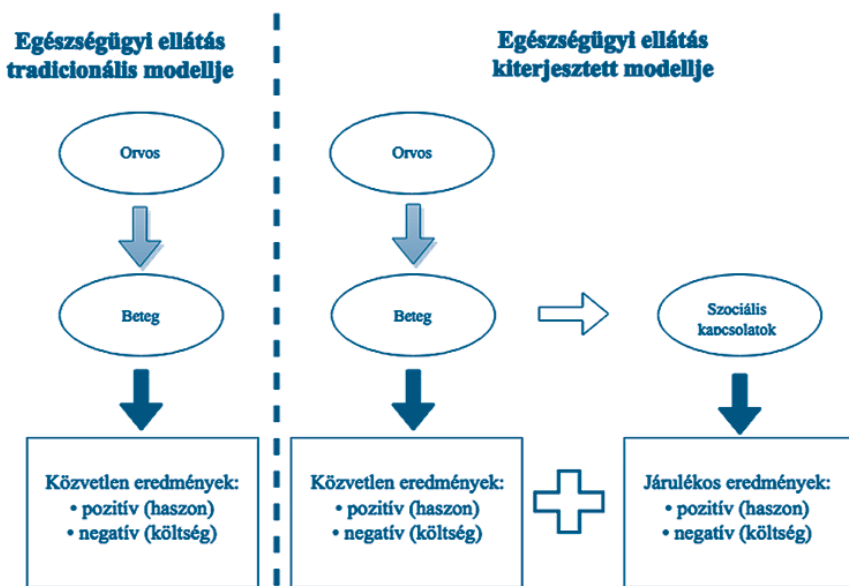 Egészségügyi ellátás
tradicionális modellje
Orvos
Beteg
Közvetlen eredmények:
• pozitív (haszon)
• negatív (költség)
Egészségügyi ellátás
kiterjesztett modellje
Orvos
Beteg
Szociális
kapcsolatok
Közvetlen eredmények:
• pozitív (haszon)
• negatív (költség)
Járulékos eredmények:
• pozitív (haszon)
• negatív (költség)